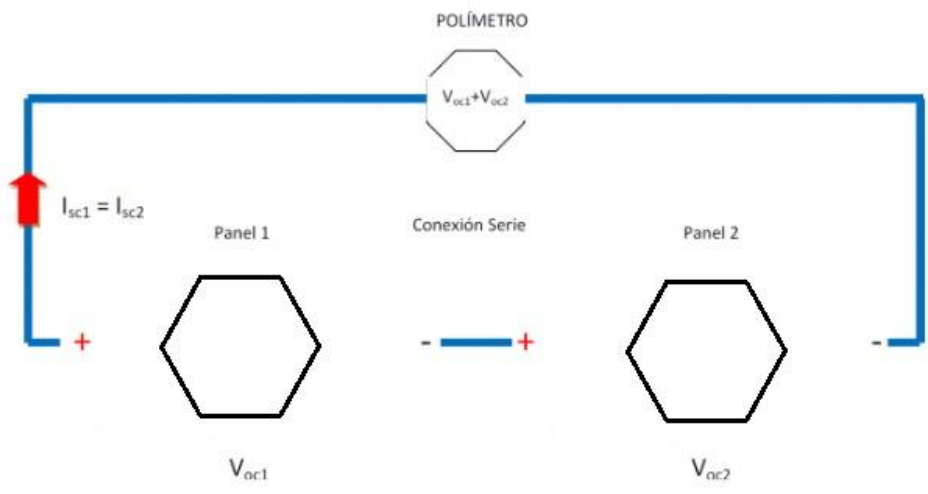 POLÍMETRO
Voc1+Voc2
Isc1 = Isc2
Panel 1
Conexión Serie
Panel 2
+
-
+
-
Voc1
Voc2